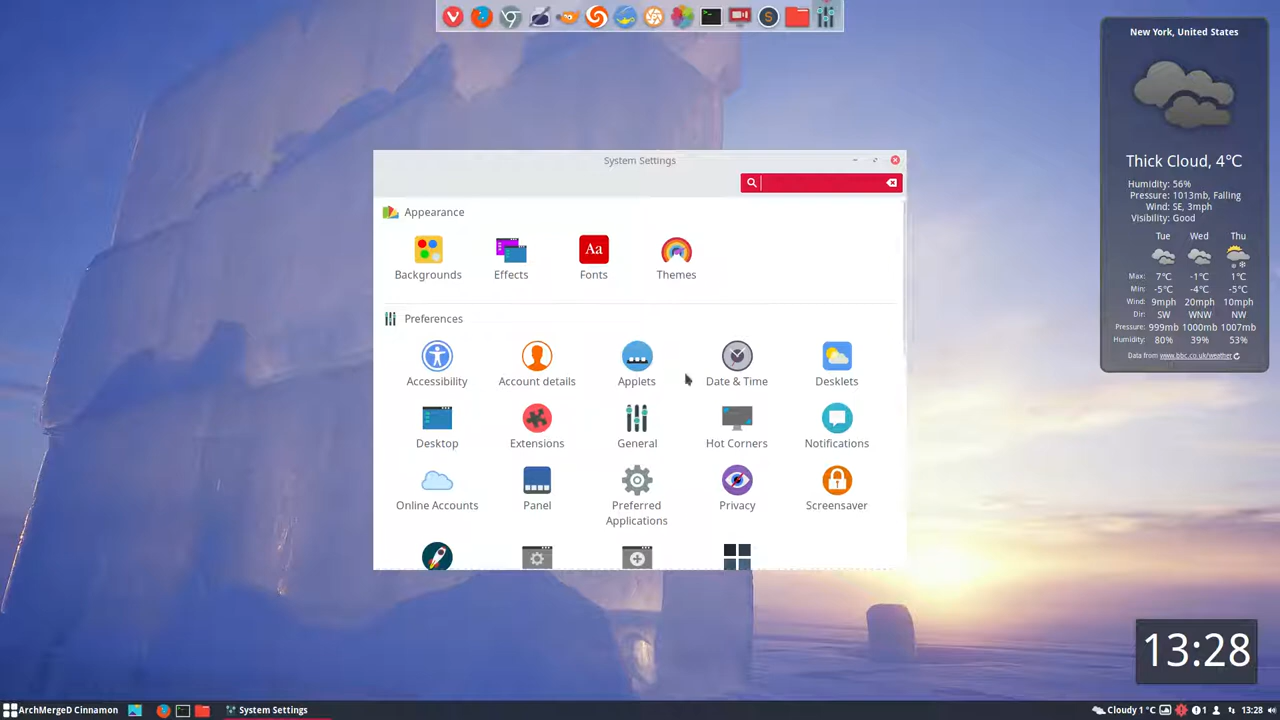 New York, United States
Thick Cloud, 4℃
Humidity: 56%
Pressure: 1013mb, Falling
Wind: SE, 3mph
Visibility: Good
Tue Wed Thu
Max: 7℃ -1℃ 1℃
Min: -5℃ -4℃ -5℃
Wind: 9mph 20mph 10mph
Dir: SW WNW NW
Pressure: 999mb 1000mb 1007mb
Humidity: 80% 39% 53%
Data from www.bbc.co.uk/weather
System Settings
Appearance
Aa
Backgrounds Effects Fonts Themes
Preferences
Accessibility Account details Applets Date & Time Desklets
Desktop Extensions General Hot Corners Notifications
Online Accounts Panel Preferred Applications Privacy Screensaver
13:28
ArchMergeD Cinnamon System Settings Cloudy 1 ℃ 1 13:28